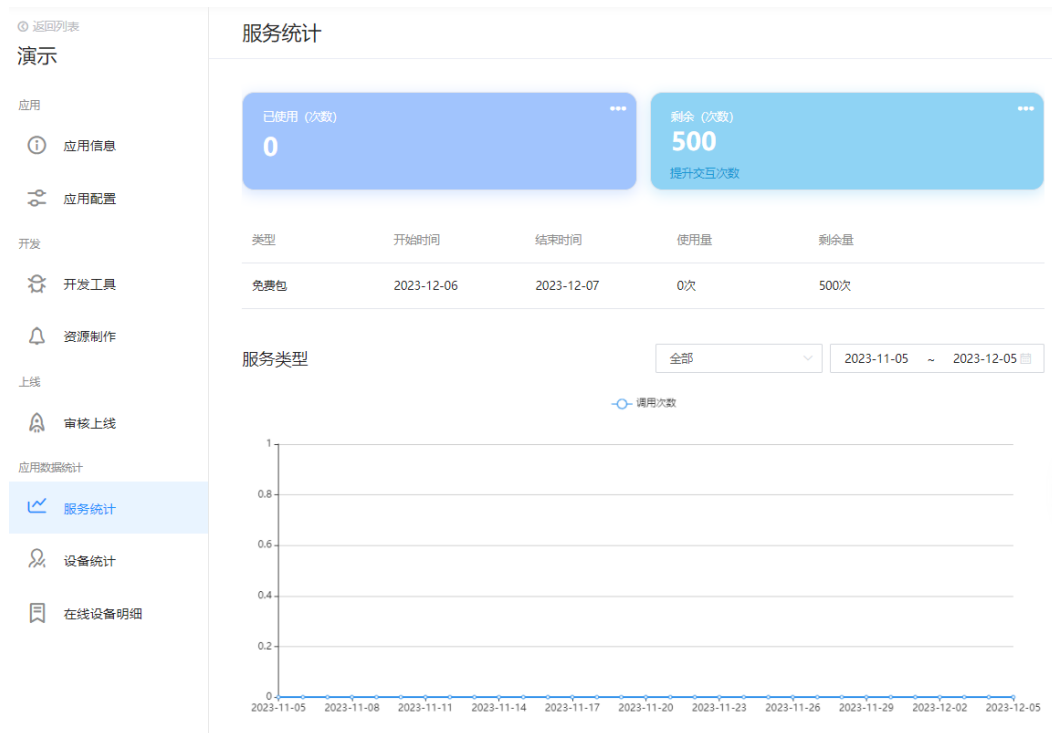 返回列表
演示
应用
应用信息
应用配置
开发
开发工具
资源制作
上线
审核上线
应用数据统计
服务统计
设备统计
在线设备明细
服务统计
已使用（次数）
0
剩余（次数）
500
提升交互次数
类型 开始时间 结束时间 使用量 剩余量
免费包 2023-12-06 2023-12-07 0次 500次
服务类型 全部 2023-11-05 ~ 2023-12-05
调用次数
1
0.8
0.6
0.4
0.2
0
2023-11-05 2023-11-08 2023-11-11 2023-11-14 2023-11-17 2023-11-20 2023-11-23 2023-11-26 2023-11-29 2023-12-02 2023-12-05